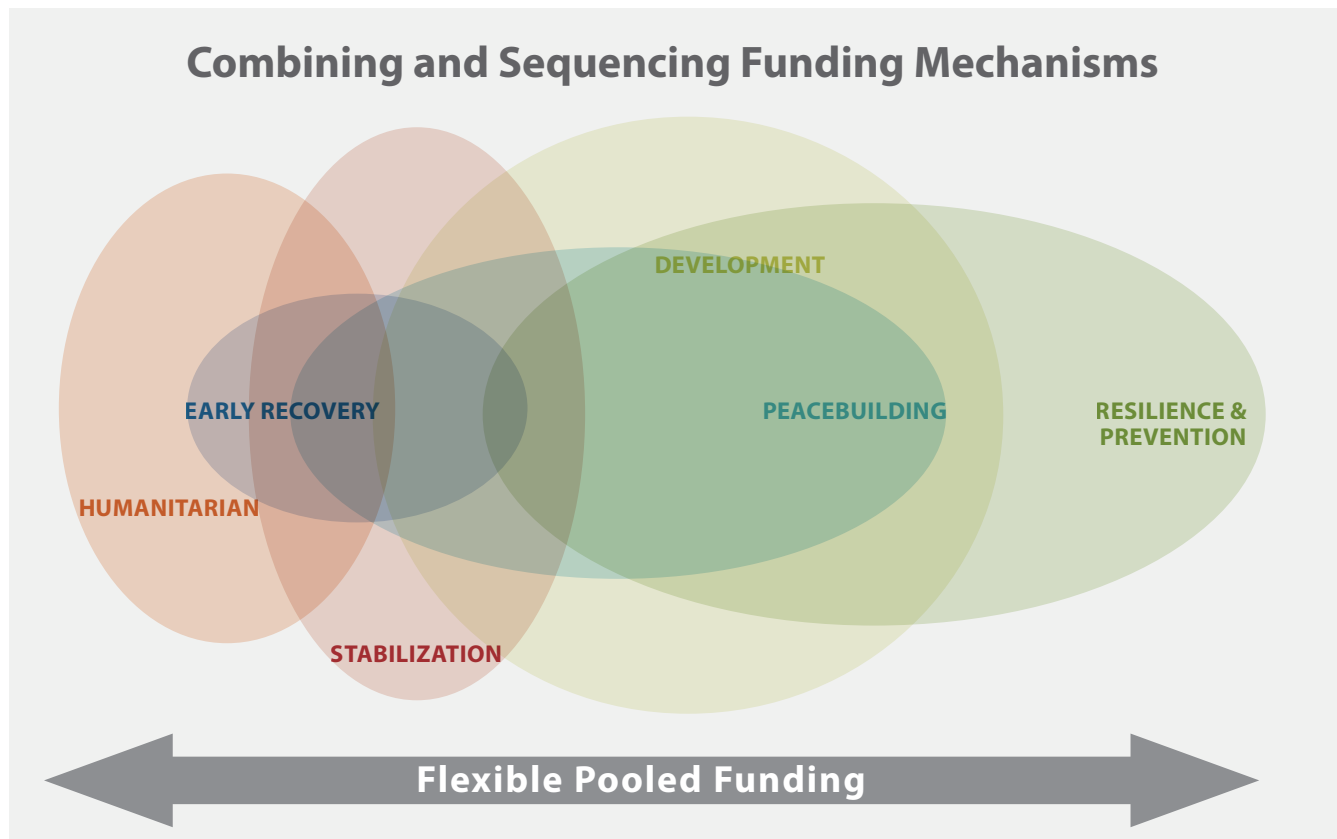 Combining and Sequencing Funding Mechanisms
DEVELOPMENT
EARLY RECOVERY
PEACEBUILDING
RESILIENCE &
PREVENTION
HUMANITARIAN
STABILIZATION
Flexible Pooled Funding